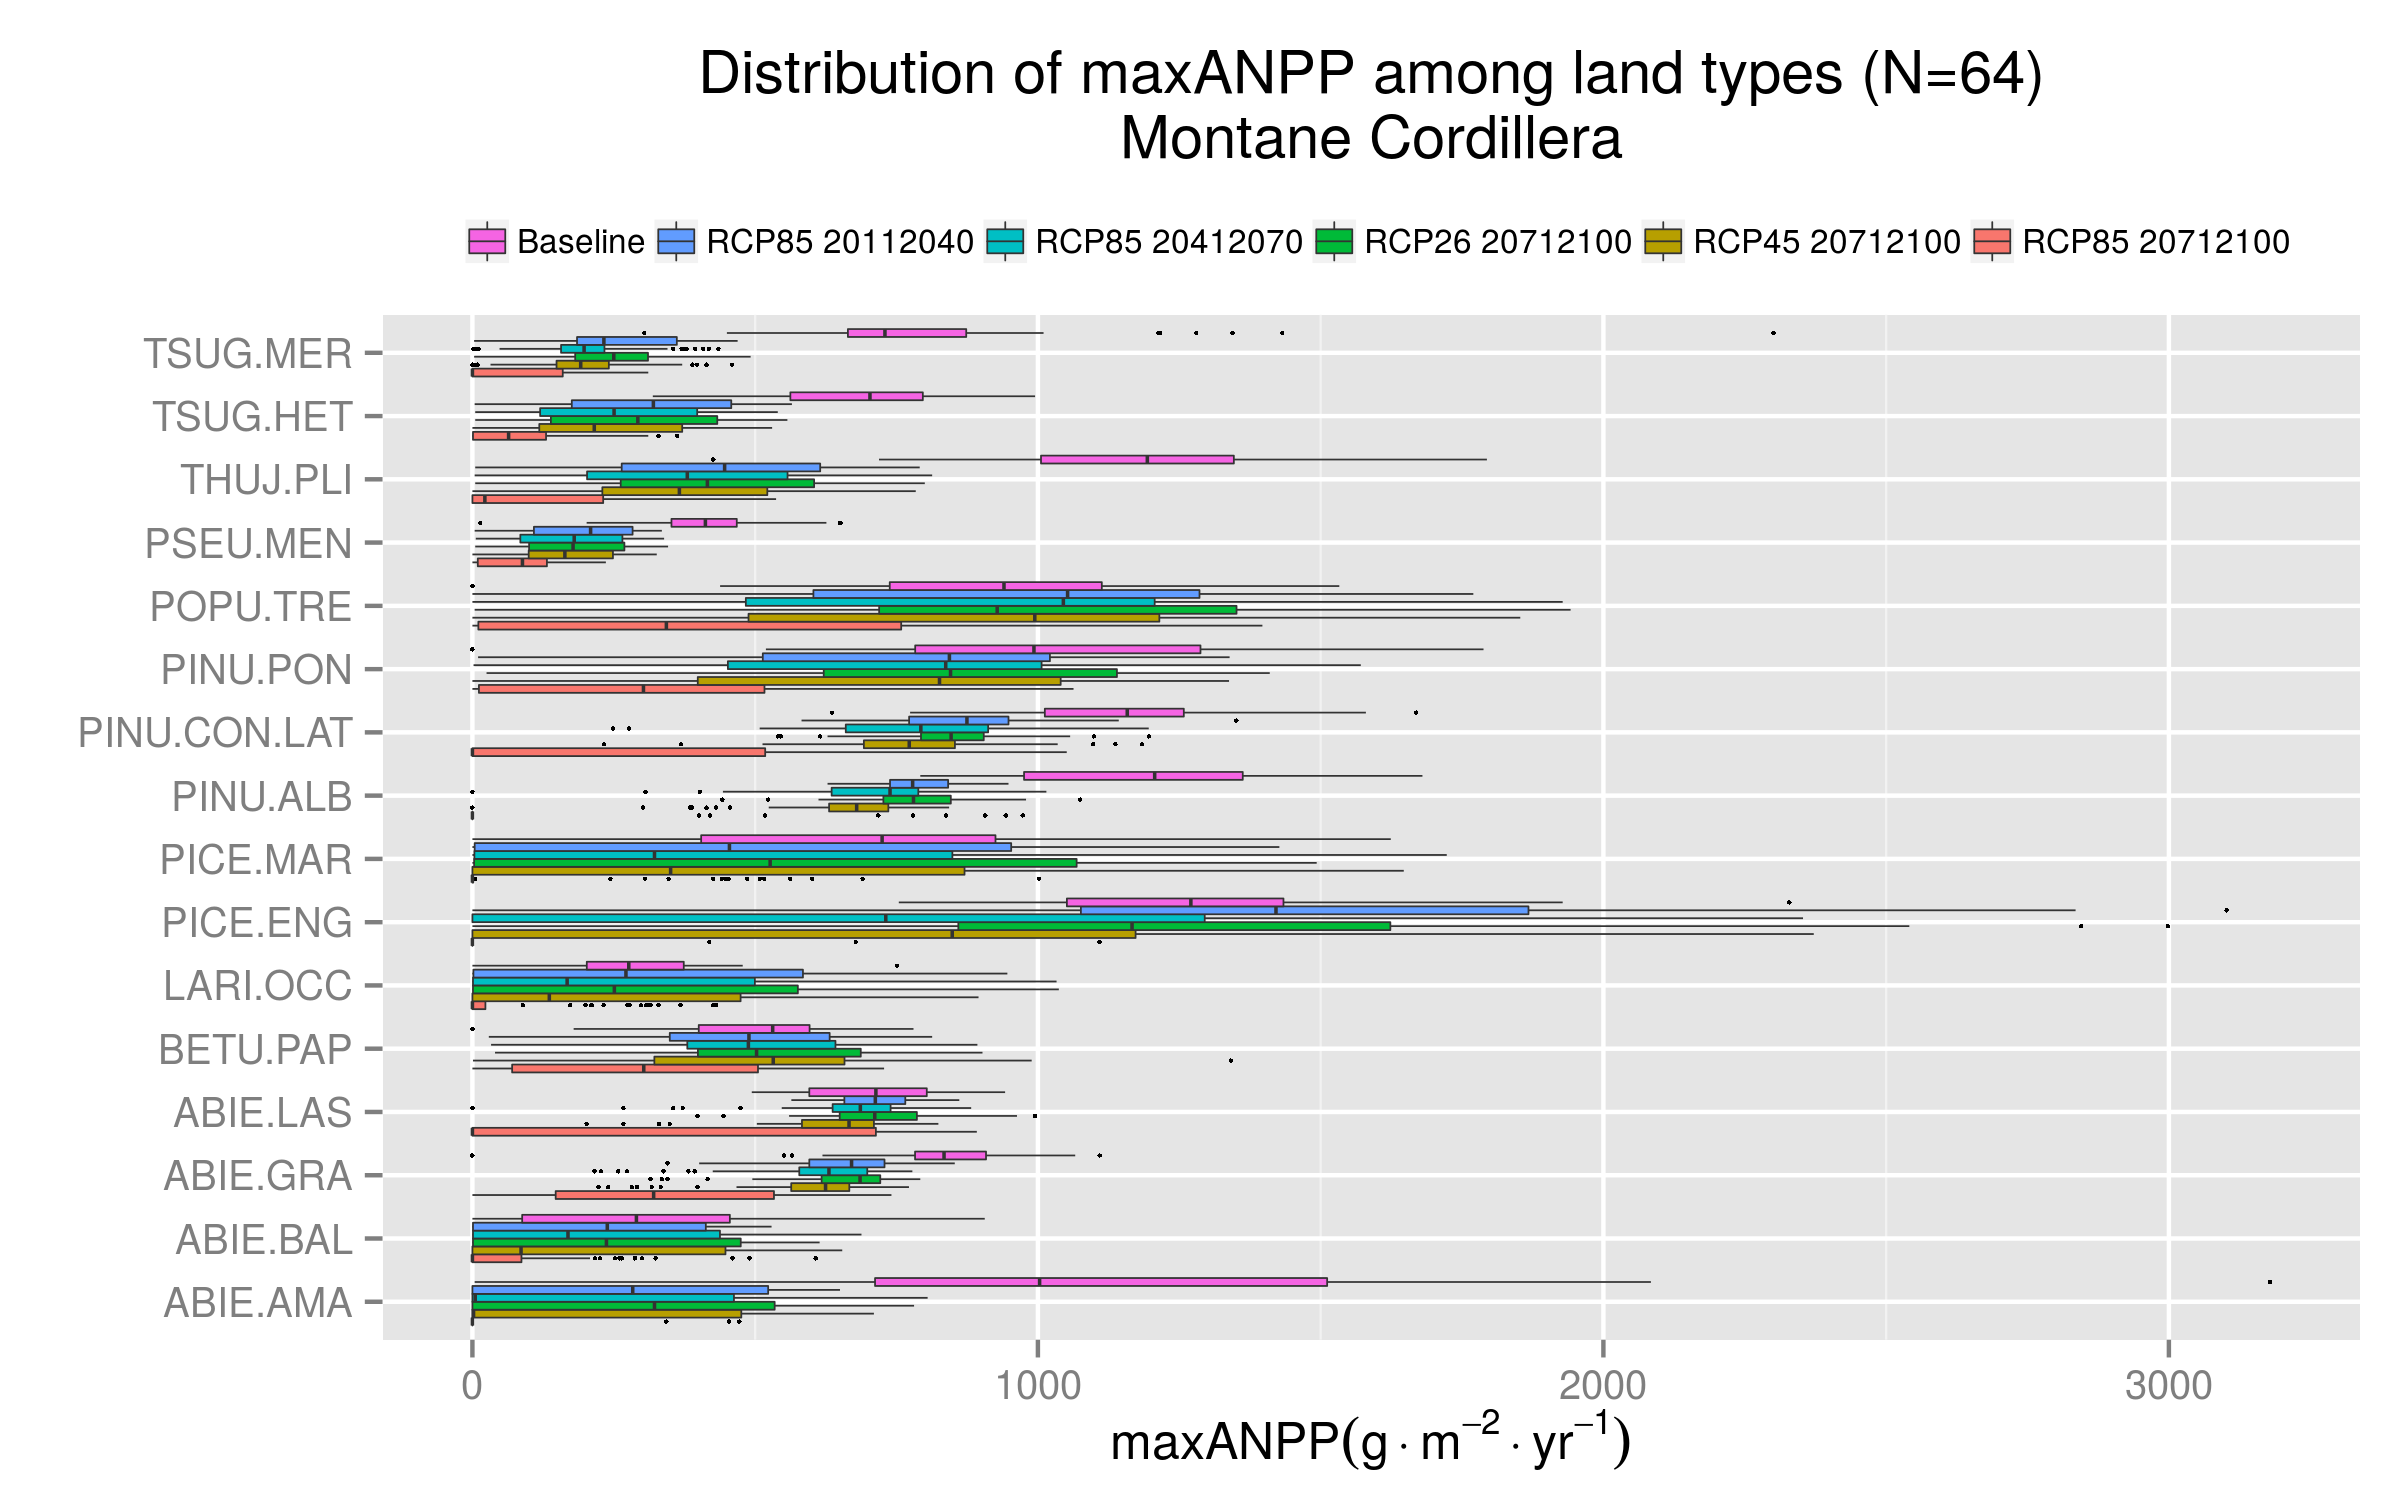 Distribution of maxANPP among land types (N=64)
Montane Cordillera
Baseline RCP85 20112040 RCP85 20412070 RCP26 20712100 RCP45 20712100 RCP85 20712100
TSUG.MER
TSUG.HET
THUJ.PLI
PSEU.MEN
POPU.TRE
PINU.PON
PINU.CON.LAT
PINU.ALB
PICE.MAR
PICE.ENG
LARI.OCC
BETU.PAP
ABIE.LAS
ABIE.GRA
ABIE.BAL
ABIE.AMA
0 1000 2000 3000
maxANPP(g·m⁻²·yr⁻¹)